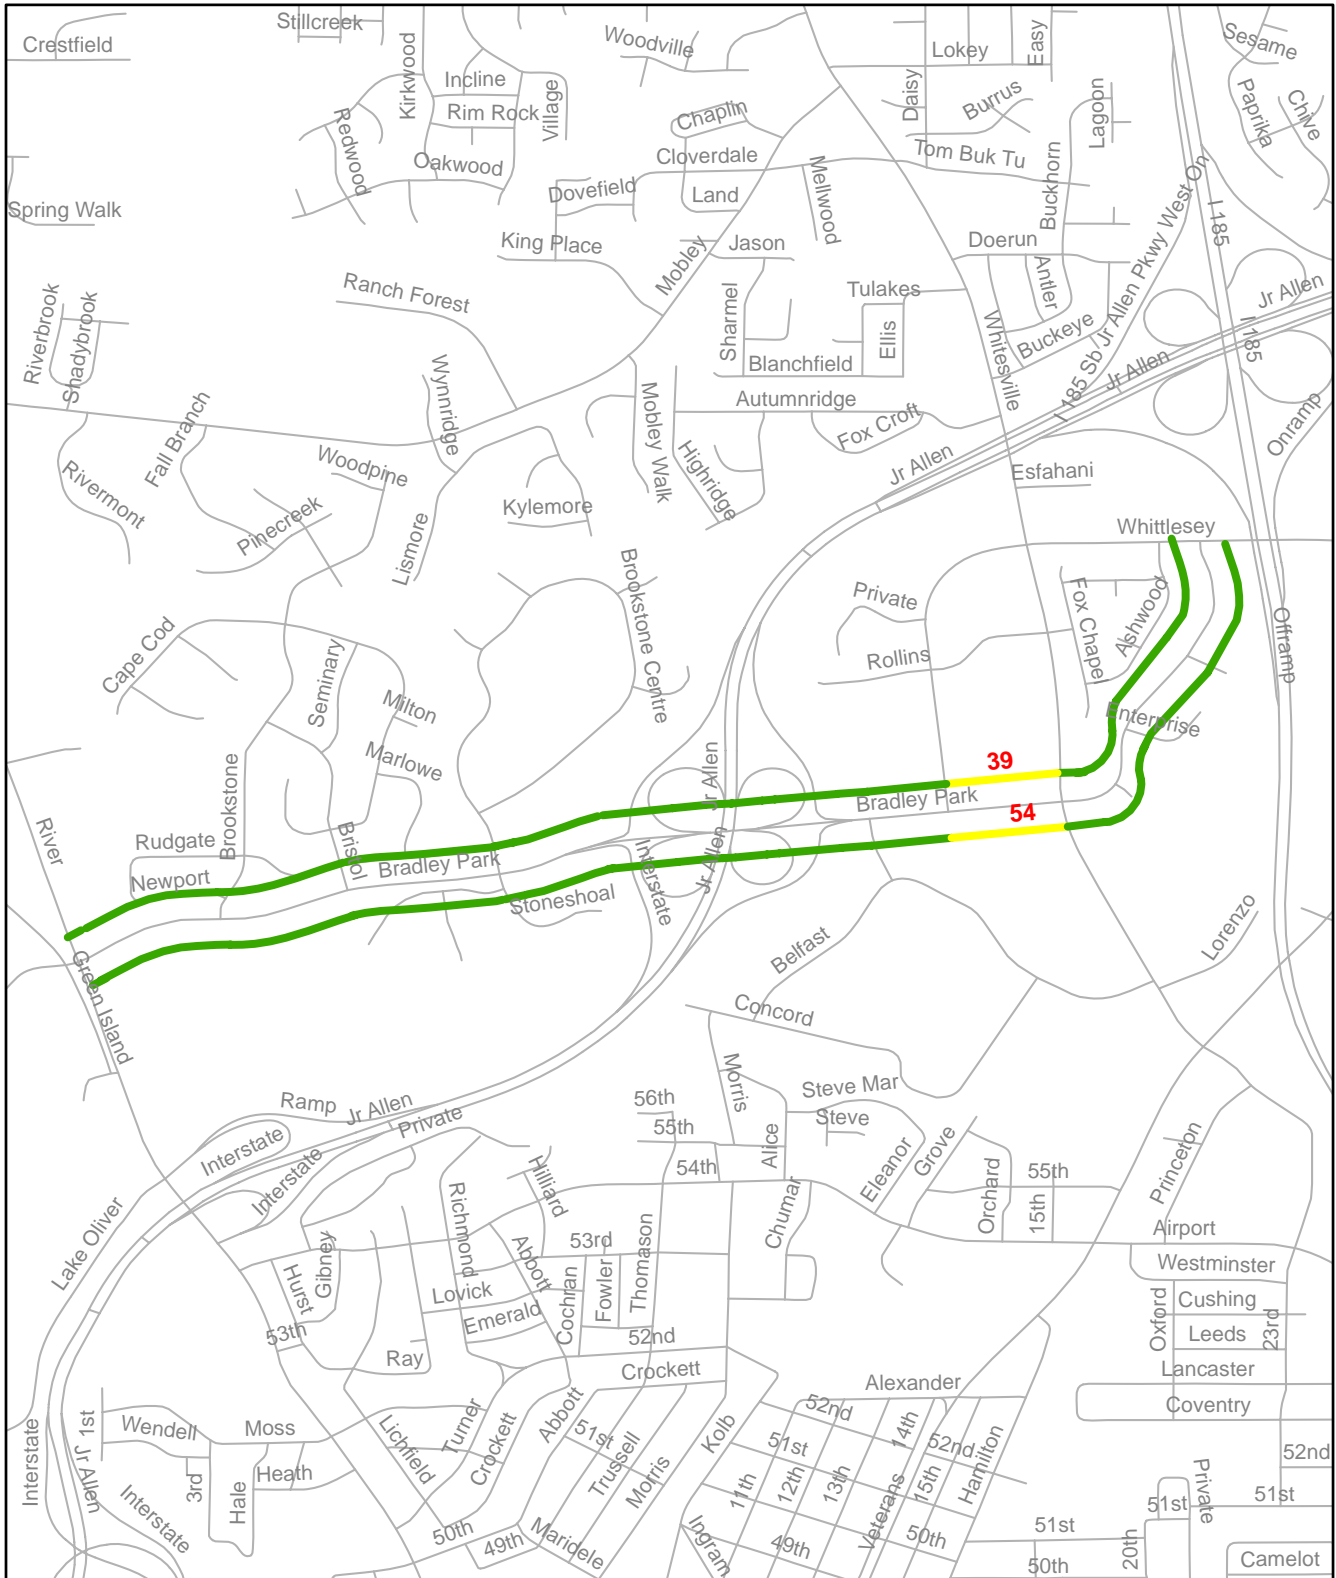 Stillcreek
Crestfield
Kirkwood
Woodville
Lokey
Easy
Sesame
Incline
Village
Daisy
Burrus
Lagoon
Paprika
Chive
Rim Rock
Redwood
Chaplin
Oakwood
Cloverdale
Mellwood
Tom Buk Tu
Buckhorn
Dovefield
Land
Spring Walk
King Place
Mobley
Jason
Doerun
Antler
I 185 Sb Jr Allen Pkwy West On
I 185
Ranch Forest
Tulakes
Jr Allen
Riverbrook
Shadybrook
Sharmel
Ellis
Whitesville
Buckeye
I 185
Wynnridge
Blanchfield
Jr Allen
Fall Branch
Mobley Walk
Autumnridge
Fox Croft
Onramp
Woodpine
Highridge
Jr Allen
Esfahani
Rivermont
Pinecreek
Lismore
Kylemore
Whittlesey
Brookstone Centre
Private
Fox Chapel
Ashwood
Offramp
Cape Cod
Seminary
Rollins
Milton
Enterprise
Marlowe
39
Jr Allen
Bradley Park
54
River
Rudgate
Brookstone
Bristol
Bradley Park
Interstate
Jr Allen
Newport
Stoneshoal
Green Island
Belfast
Lorenzo
Concord
Morris
Steve Mar
Ramp
Jr Allen
Private
56th
Steve
55th
Interstate
54th
Alice
Eleanor
Grove
Princeton
Interstate
Hilliard
Richmond
Orchard
55th
15th
Lake Oliver
Chumar
Airport
Gibney
Abbott
53rd
Thomason
Westminster
Hurst
Lovick
Cochran
Fowler
Oxford
Cushing
23rd
53th
Emerald
52nd
Leeds
Ray
Crockett
Lancaster
Alexander
Coventry
1st
Wendell
Moss
Lichfield
Turner
Abbott
51st
Kolb
52nd
14th
52nd
Hamilton
52nd
Interstate
Jr Allen
3rd
Heath
Crockett
Trussell
Morris
51st
11th
12th
13th
15th
Private
51st
51st
Hale
Interstate
50th
49th
Maridele
Ingram
49th
Veterans
50th
51st
20th
50th
Camelot